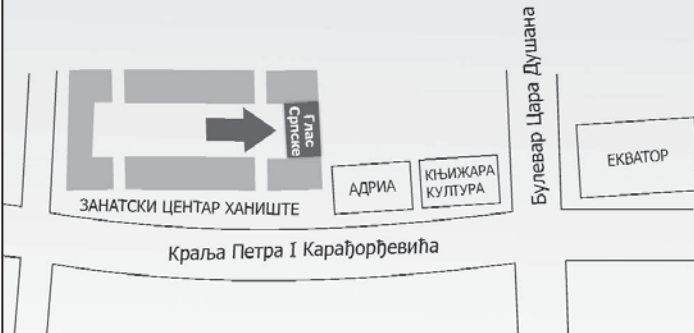 Булевар Цара Душана
Глас
Српске
ЕКВАТОР
АДРИА
КЊИЖАРА
КУЛТУРА
ЗАНАТСКИ ЦЕНТАР ХАНИШТЕ
Краља Петра I Карађорђевића